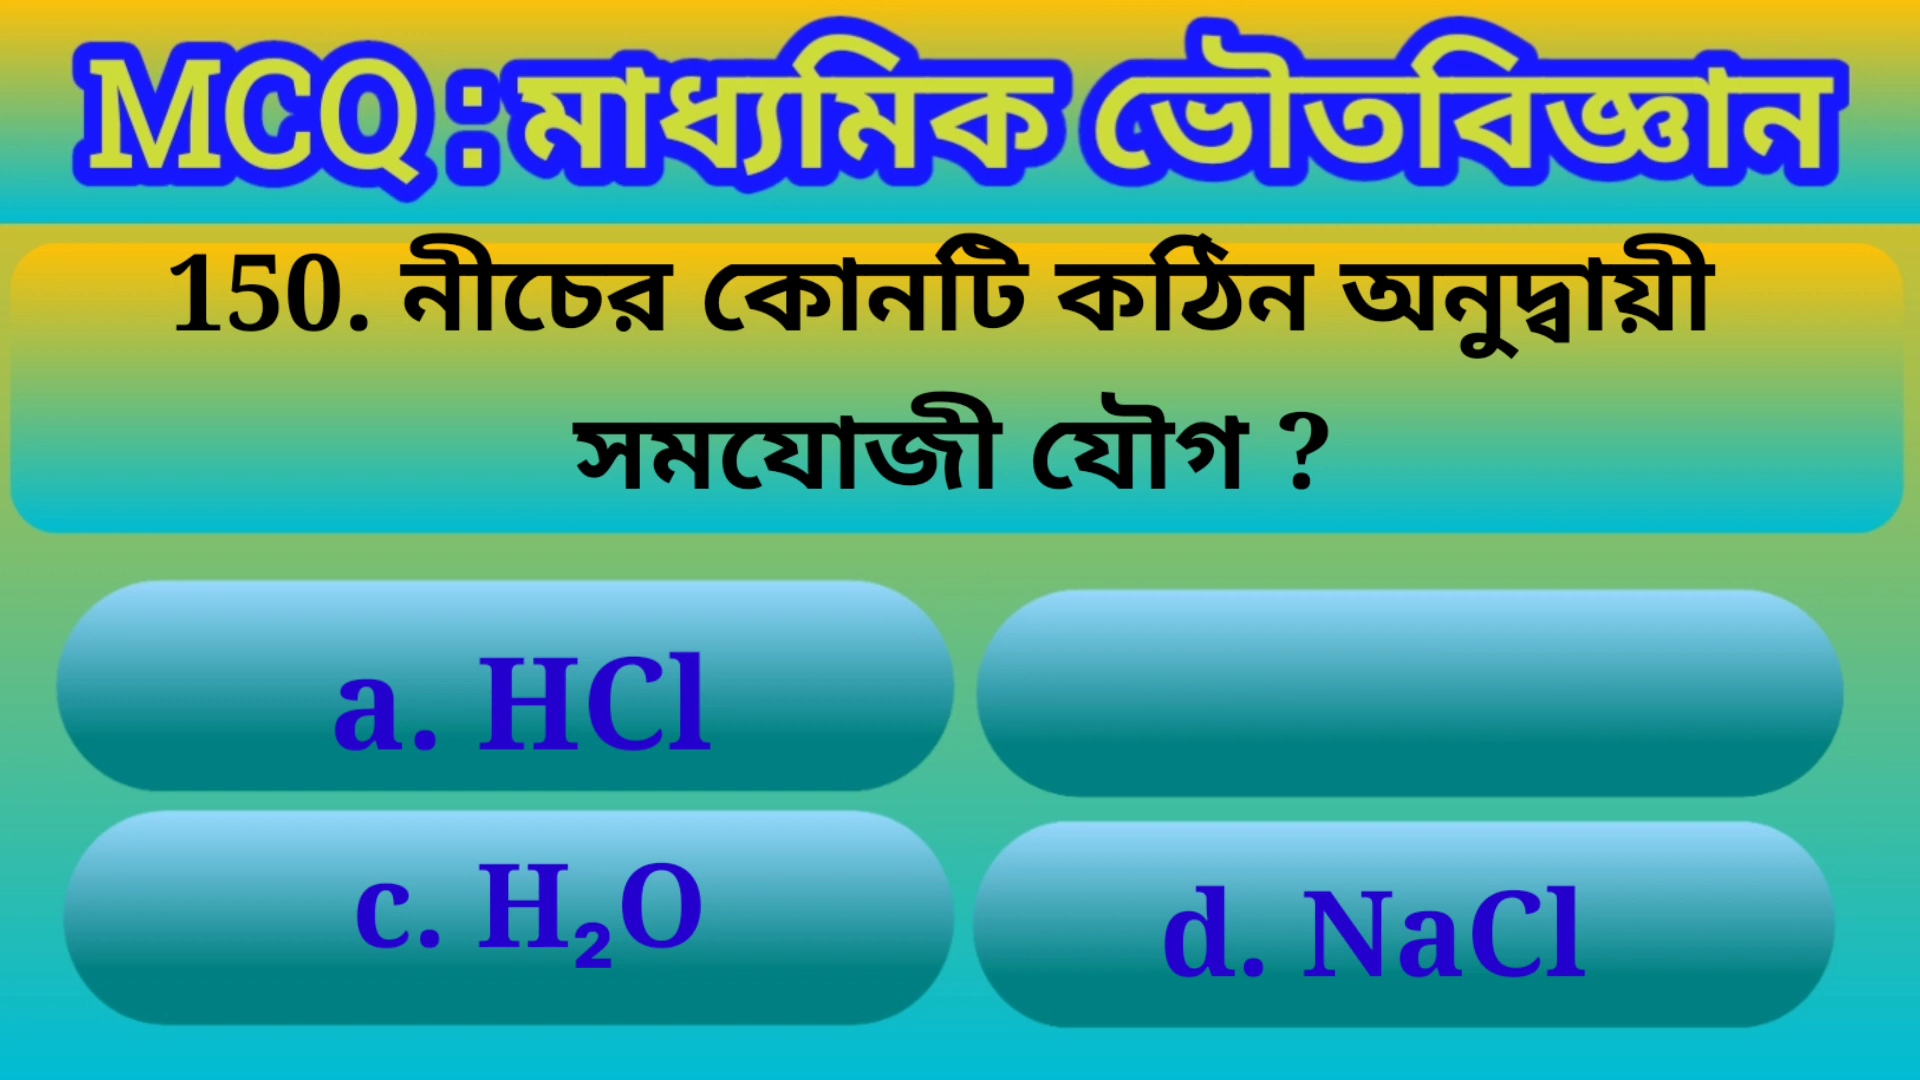 MCQ : মাধ্যমিক ভৌতবিজ্ঞান
150. নীচের কোনটি কঠিন অনুদ্বায়ী
সমযোজী যৌগ ?
a. HCl
c. H₂O
d. NaCl